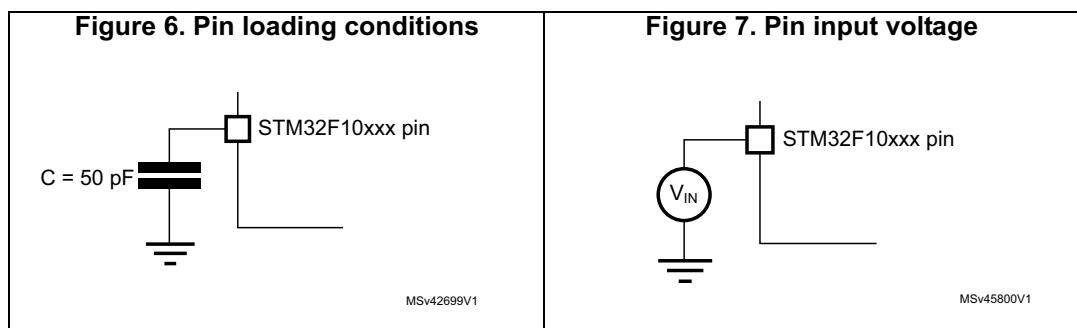 Figure 6. Pin loading conditions
Figure 7. Pin input voltage
STM32F10xxx pin
C = 50 pF
MSv42699V1
STM32F10xxx pin
VIN
MSv45800V1